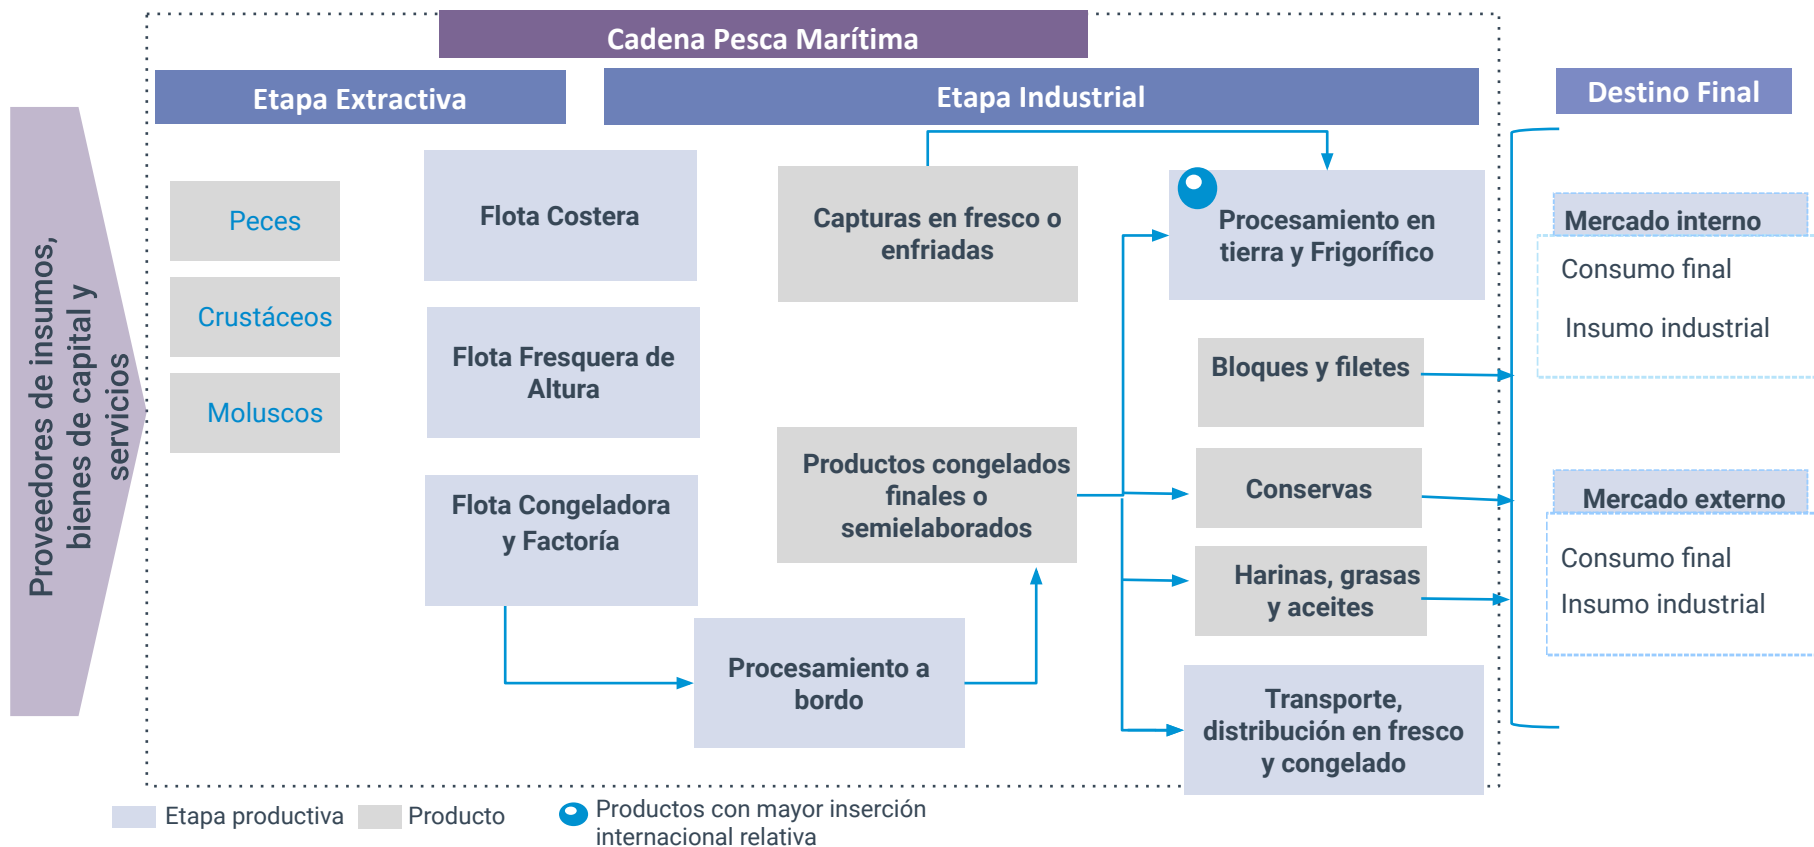 Cadena Pesca Marítima
Etapa Extractiva
Etapa Industrial
Destino Final
Proveedores de insumos,
bienes de capital y
servicios
Peces
Crustáceos
Moluscos
Flota Costera
Flota Fresquera de
Altura
Flota Congeladora
y Factoría
Procesamiento a
bordo
Capturas en fresco o
enfriadas
Productos congelados
finales o
semielaborados
Procesamiento en
tierra y Frigorífico
Bloques y filetes
Conservas
Harinas, grasas
y aceites
Transporte,
distribución en fresco
y congelado
Mercado interno
Consumo final
Insumo industrial
Mercado externo
Consumo final
Insumo industrial
Etapa productiva
Producto
Productos con mayor inserción
internacional relativa